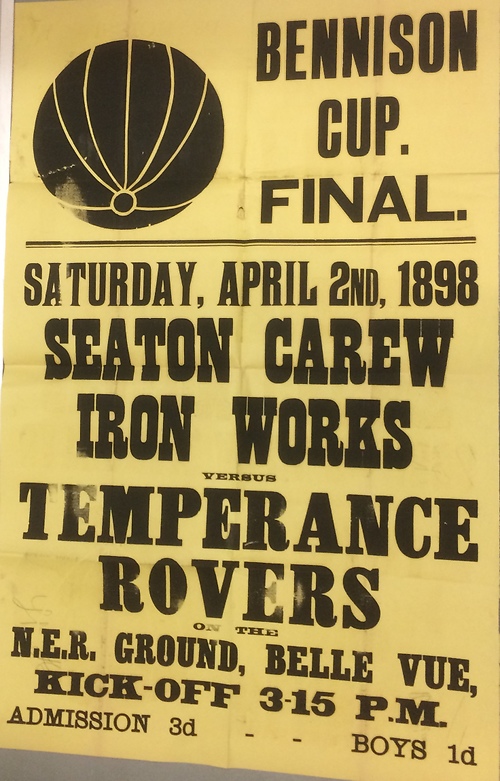 BENNISON
CUP.
FINAL.
SATURDAY, APRIL 2ND, 1898
SEATON CAREW
IRON WORKS
VERSUS
TEMPERANCE
ROVERS
ON THE
N.E.R. GROUND, BELLE VUE,
KICK-OFF 3-15 P.M.
ADMISSION 3d - - BOYS 1d